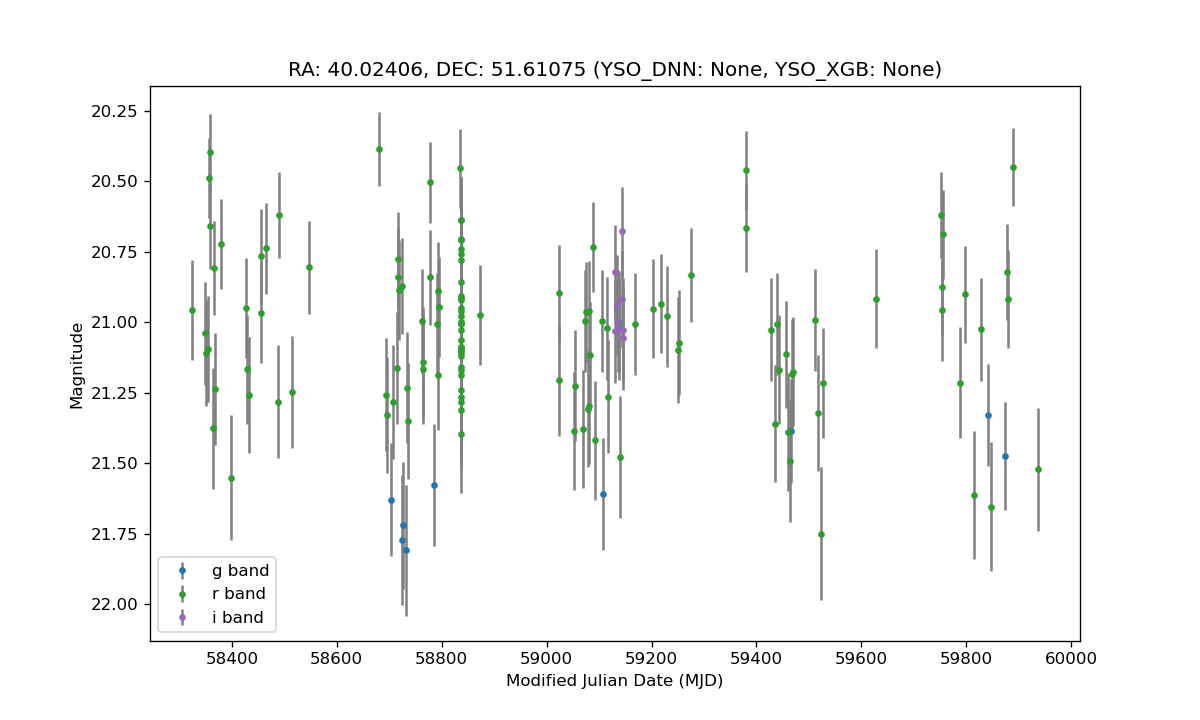 RA: 40.02406, DEC: 51.61075 (YSO_DNN: None, YSO_XGB: None)
20.25
20.50
20.75
21.00
21.25
21.50
21.75
22.00
Magnitude
g band
r band
i band
58400
58600
58800
59000
59200
59400
59600
59800
60000
Modified Julian Date (MJD)